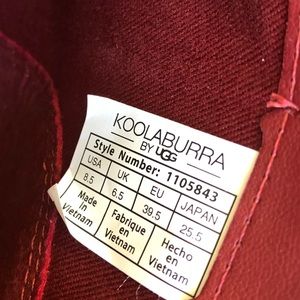 KOOLABURRA
BY UGG
Style Number: 1105843
USA UK EU JAPAN
8.5 6.5 39.5 25.5
Made in Vietnam
Fabrique en Vietnam
Hecho en Vietnam